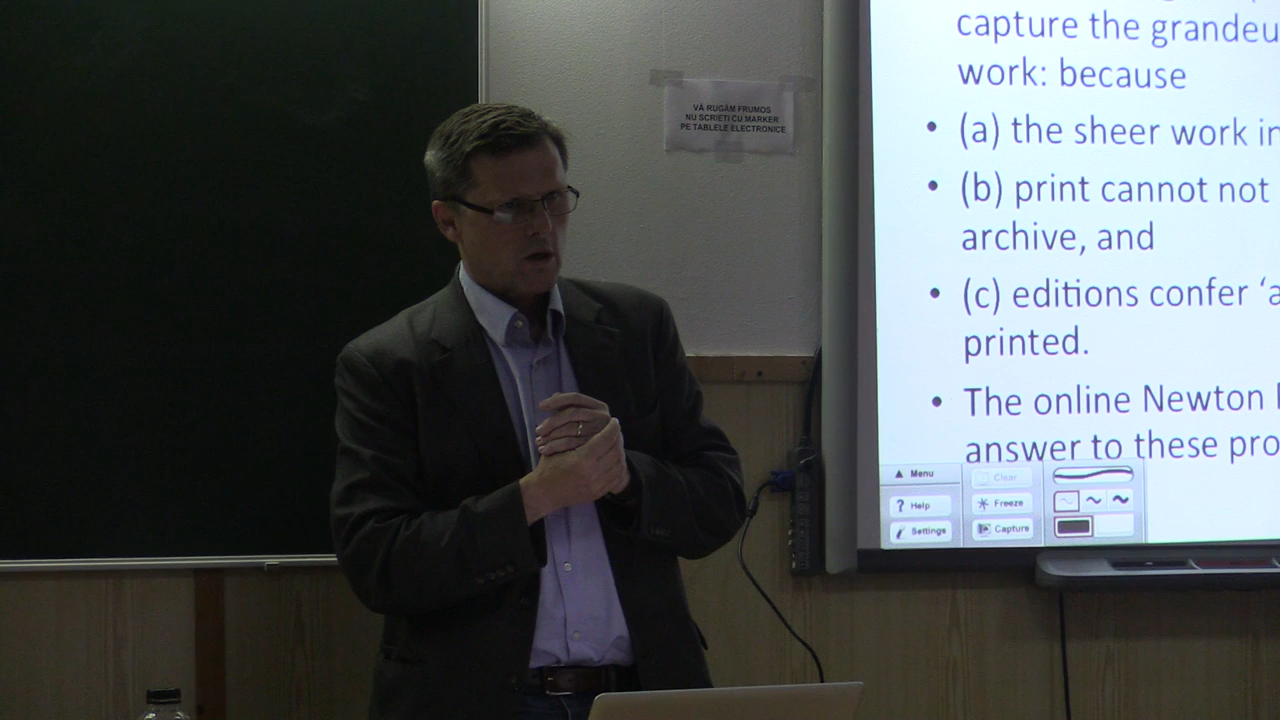 VĂ RUGĂM FRUMOS
NU SCRIEȚI CU MARKER
PE TABLELE ELECTRONICE
capture the grandeu
work: because
• (a) the sheer work in
• (b) print cannot not
archive, and
• (c) editions confer ‘a
printed.
• The online Newton
answer to these pro
Menu
Help
Settings
Clear
Freeze
Capture